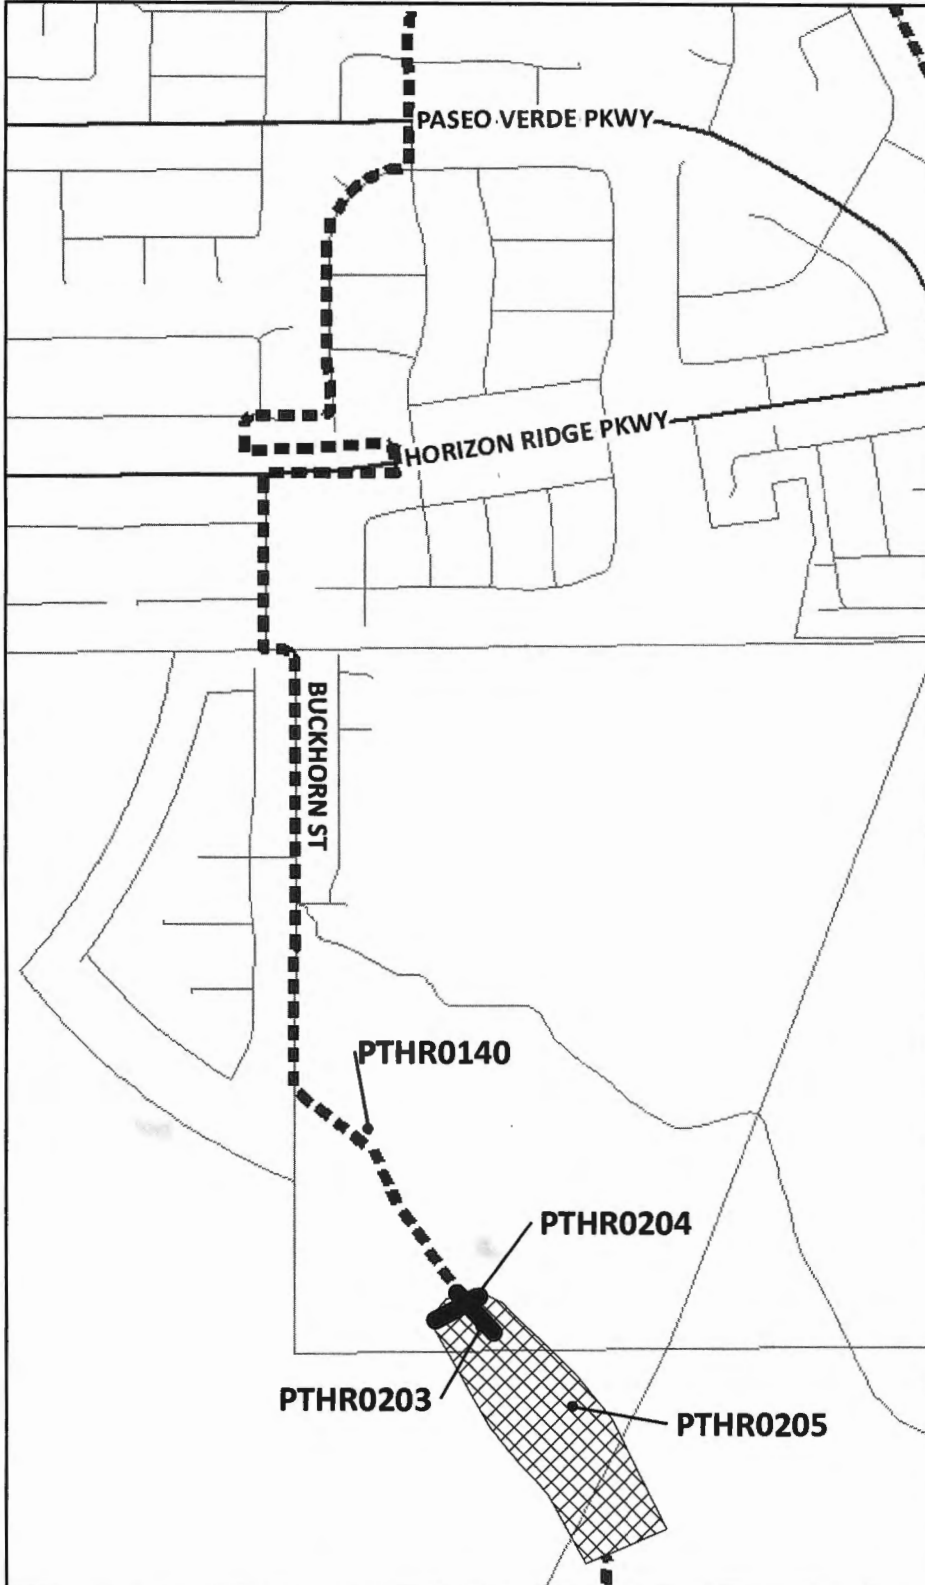 PASEO VERDE PKWY
HORIZON RIDGE PKWY
BUCKHORN ST
PTHR0140
PTHR0204
PTHR0203
PTHR0205